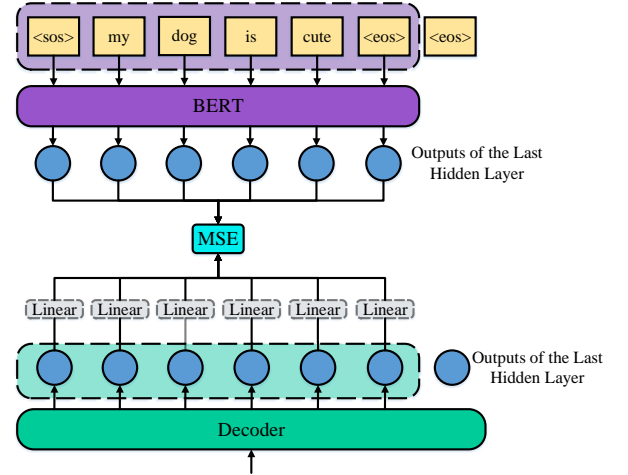 <sos> my dog is cute <eos> <eos>
BERT
Outputs of the Last
Hidden Layer
MSE
Linear Linear Linear Linear Linear Linear
Outputs of the Last
Hidden Layer
Decoder